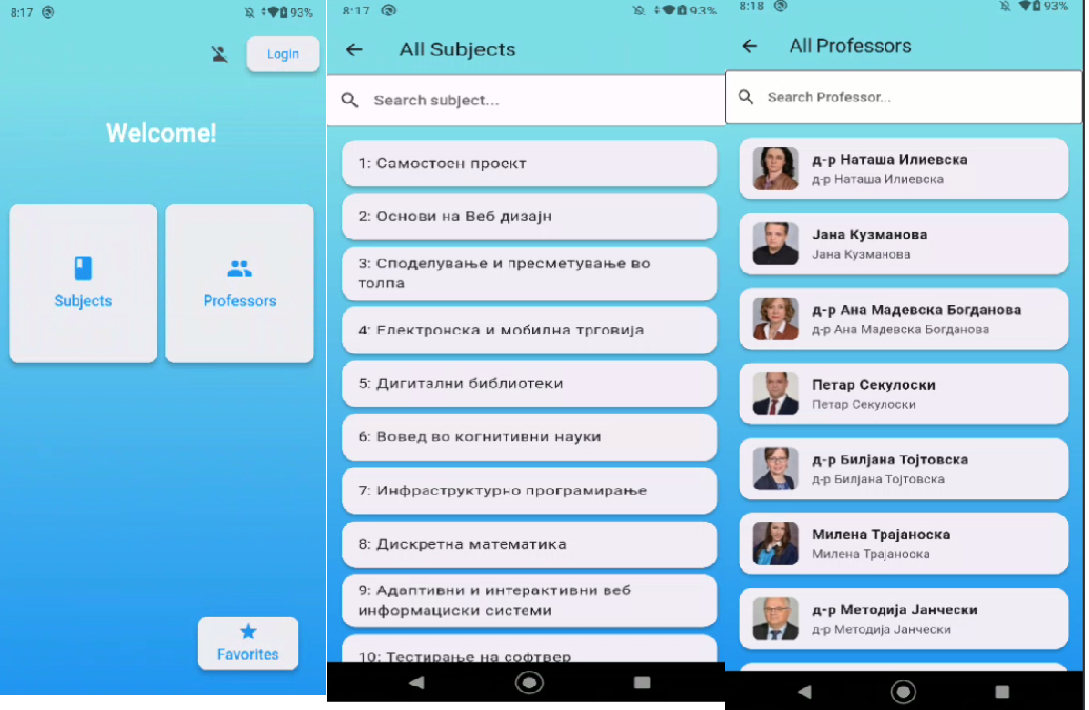 8:17
93%
Login
Welcome!
Subjects
Professors
Favorites
8:17
93%
All Subjects
Search subject...
1: Самостоен проект
2: Основи на Веб дизајн
3: Споделување и пресметување во
толпа
4: Електронска и мобилна трговија
5: Дигитални библиотеки
6: Вовед во когнитивни науки
7: Инфраструктурно програмирање
8: Дискретна математика
9: Адаптивни и интерактивни веб
информациски системи
10: Тестирање на софтвер
8:18
93%
All Professors
Search Professor...
д-р Наташа Илиевска
д-р Наташа Илиевска
Јана Кузманова
Јана Кузманова
д-р Ана Мадевска Богданова
д-р Ана Мадевска Богданова
Петар Секулоски
Петар Секулоски
д-р Билјана Тојтовска
д-р Билјана Тојтовска
Милена Трајаноска
Милена Трајаноска
д-р Методија Јанчески
д-р Методија Јанчески